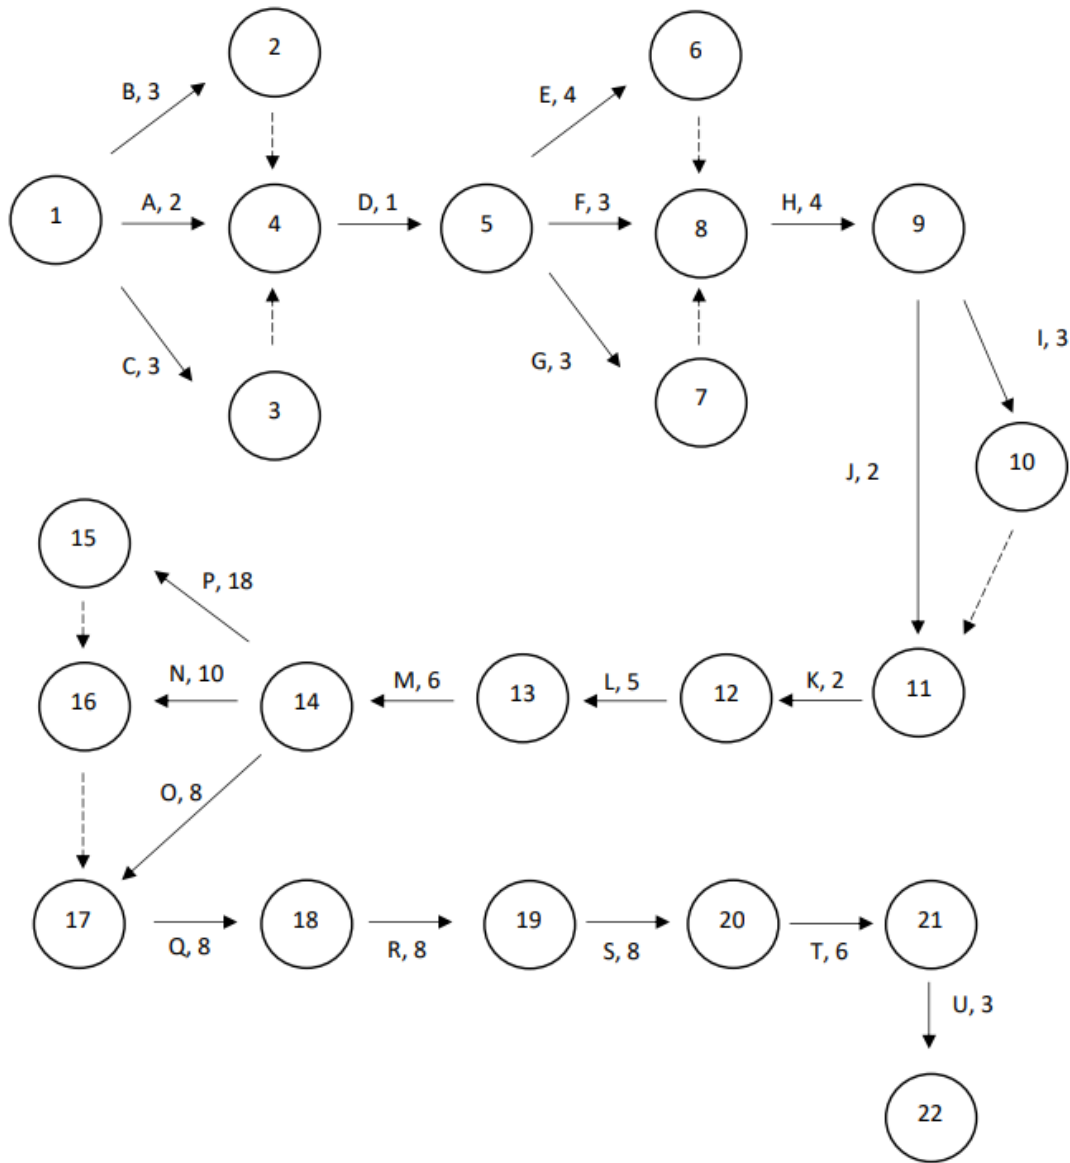 2
6
B, 3
E, 4
1
A, 2
4
D, 1
5
F, 3
8
H, 4
9
C, 3
G, 3
I, 3
3
7
10
J, 2
15
P, 18
16
N, 10
14
M, 6
13
L, 5
12
K, 2
11
O, 8
17
Q, 8
18
R, 8
19
S, 8
20
T, 6
21
U, 3
22